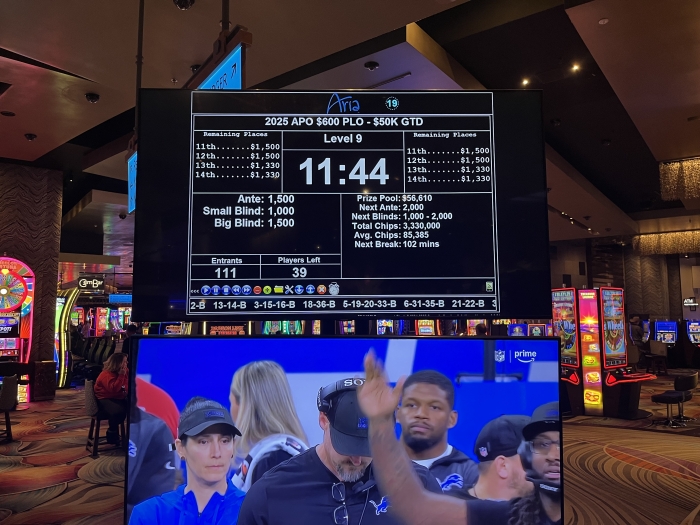 Aria
19
2025 APO $600 PLO - $50K GTD
Remaining Places
11th.......$1,500
12th.......$1,500
13th.......$1,330
14th.......$1,330
Level 9
11:44
Remaining Places
11th.......$1,500
12th.......$1,500
13th.......$1,330
14th.......$1,330
Ante: 1,500
Small Blind: 1,000
Big Blind: 1,500
Prize Pool: $56,610
Next Ante: 2,000
Next Blinds: 1,000 - 2,000
Total Chips: 3,330,000
Avg. Chips: 85,385
Next Break: 102 mins
Entrants
111
Players Left
39
2-B 13-14-B 3-15-16-B 18-36-B 5-19-20-33-B 6-31-35-B 21-22-B 3
NFL
prime
SONY